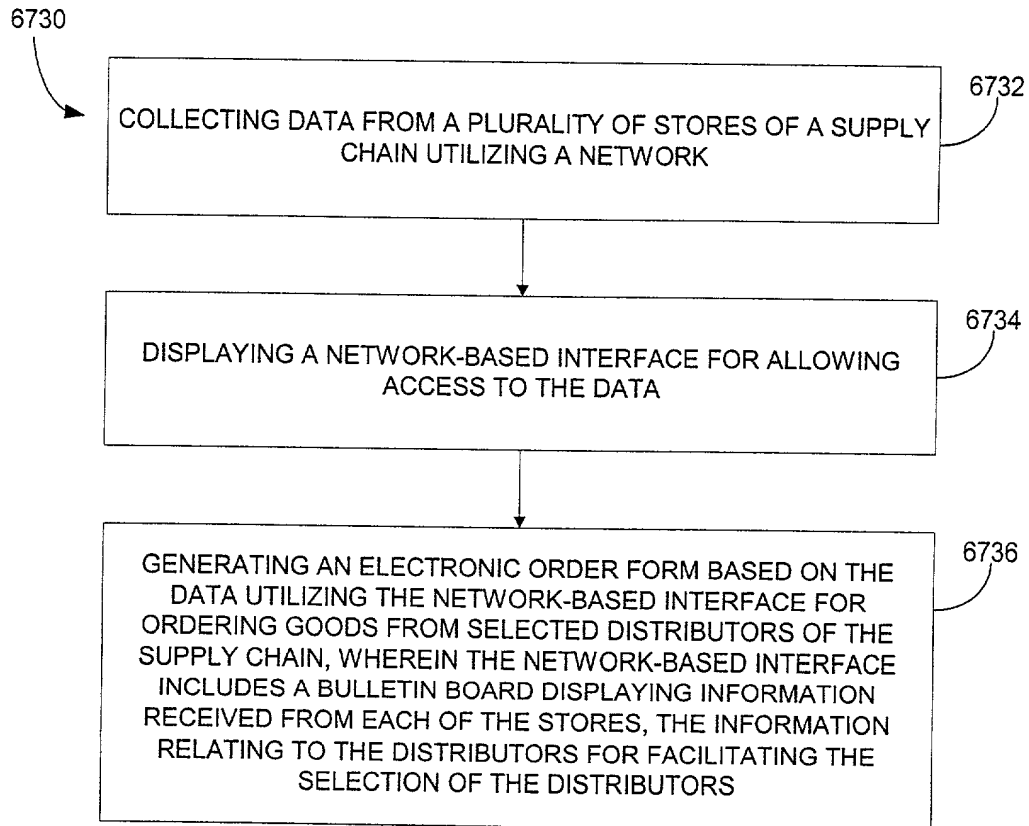 6730
6732
COLLECTING DATA FROM A PLURALITY OF STORES OF A SUPPLY
CHAIN UTILIZING A NETWORK
6734
DISPLAYING A NETWORK-BASED INTERFACE FOR ALLOWING
ACCESS TO THE DATA
6736
GENERATING AN ELECTRONIC ORDER FORM BASED ON THE
DATA UTILIZING THE NETWORK-BASED INTERFACE FOR
ORDERING GOODS FROM SELECTED DISTRIBUTORS OF THE
SUPPLY CHAIN, WHEREIN THE NETWORK-BASED INTERFACE
INCLUDES A BULLETIN BOARD DISPLAYING INFORMATION
RECEIVED FROM EACH OF THE STORES, THE INFORMATION
RELATING TO THE DISTRIBUTORS FOR FACILITATING THE
SELECTION OF THE DISTRIBUTORS